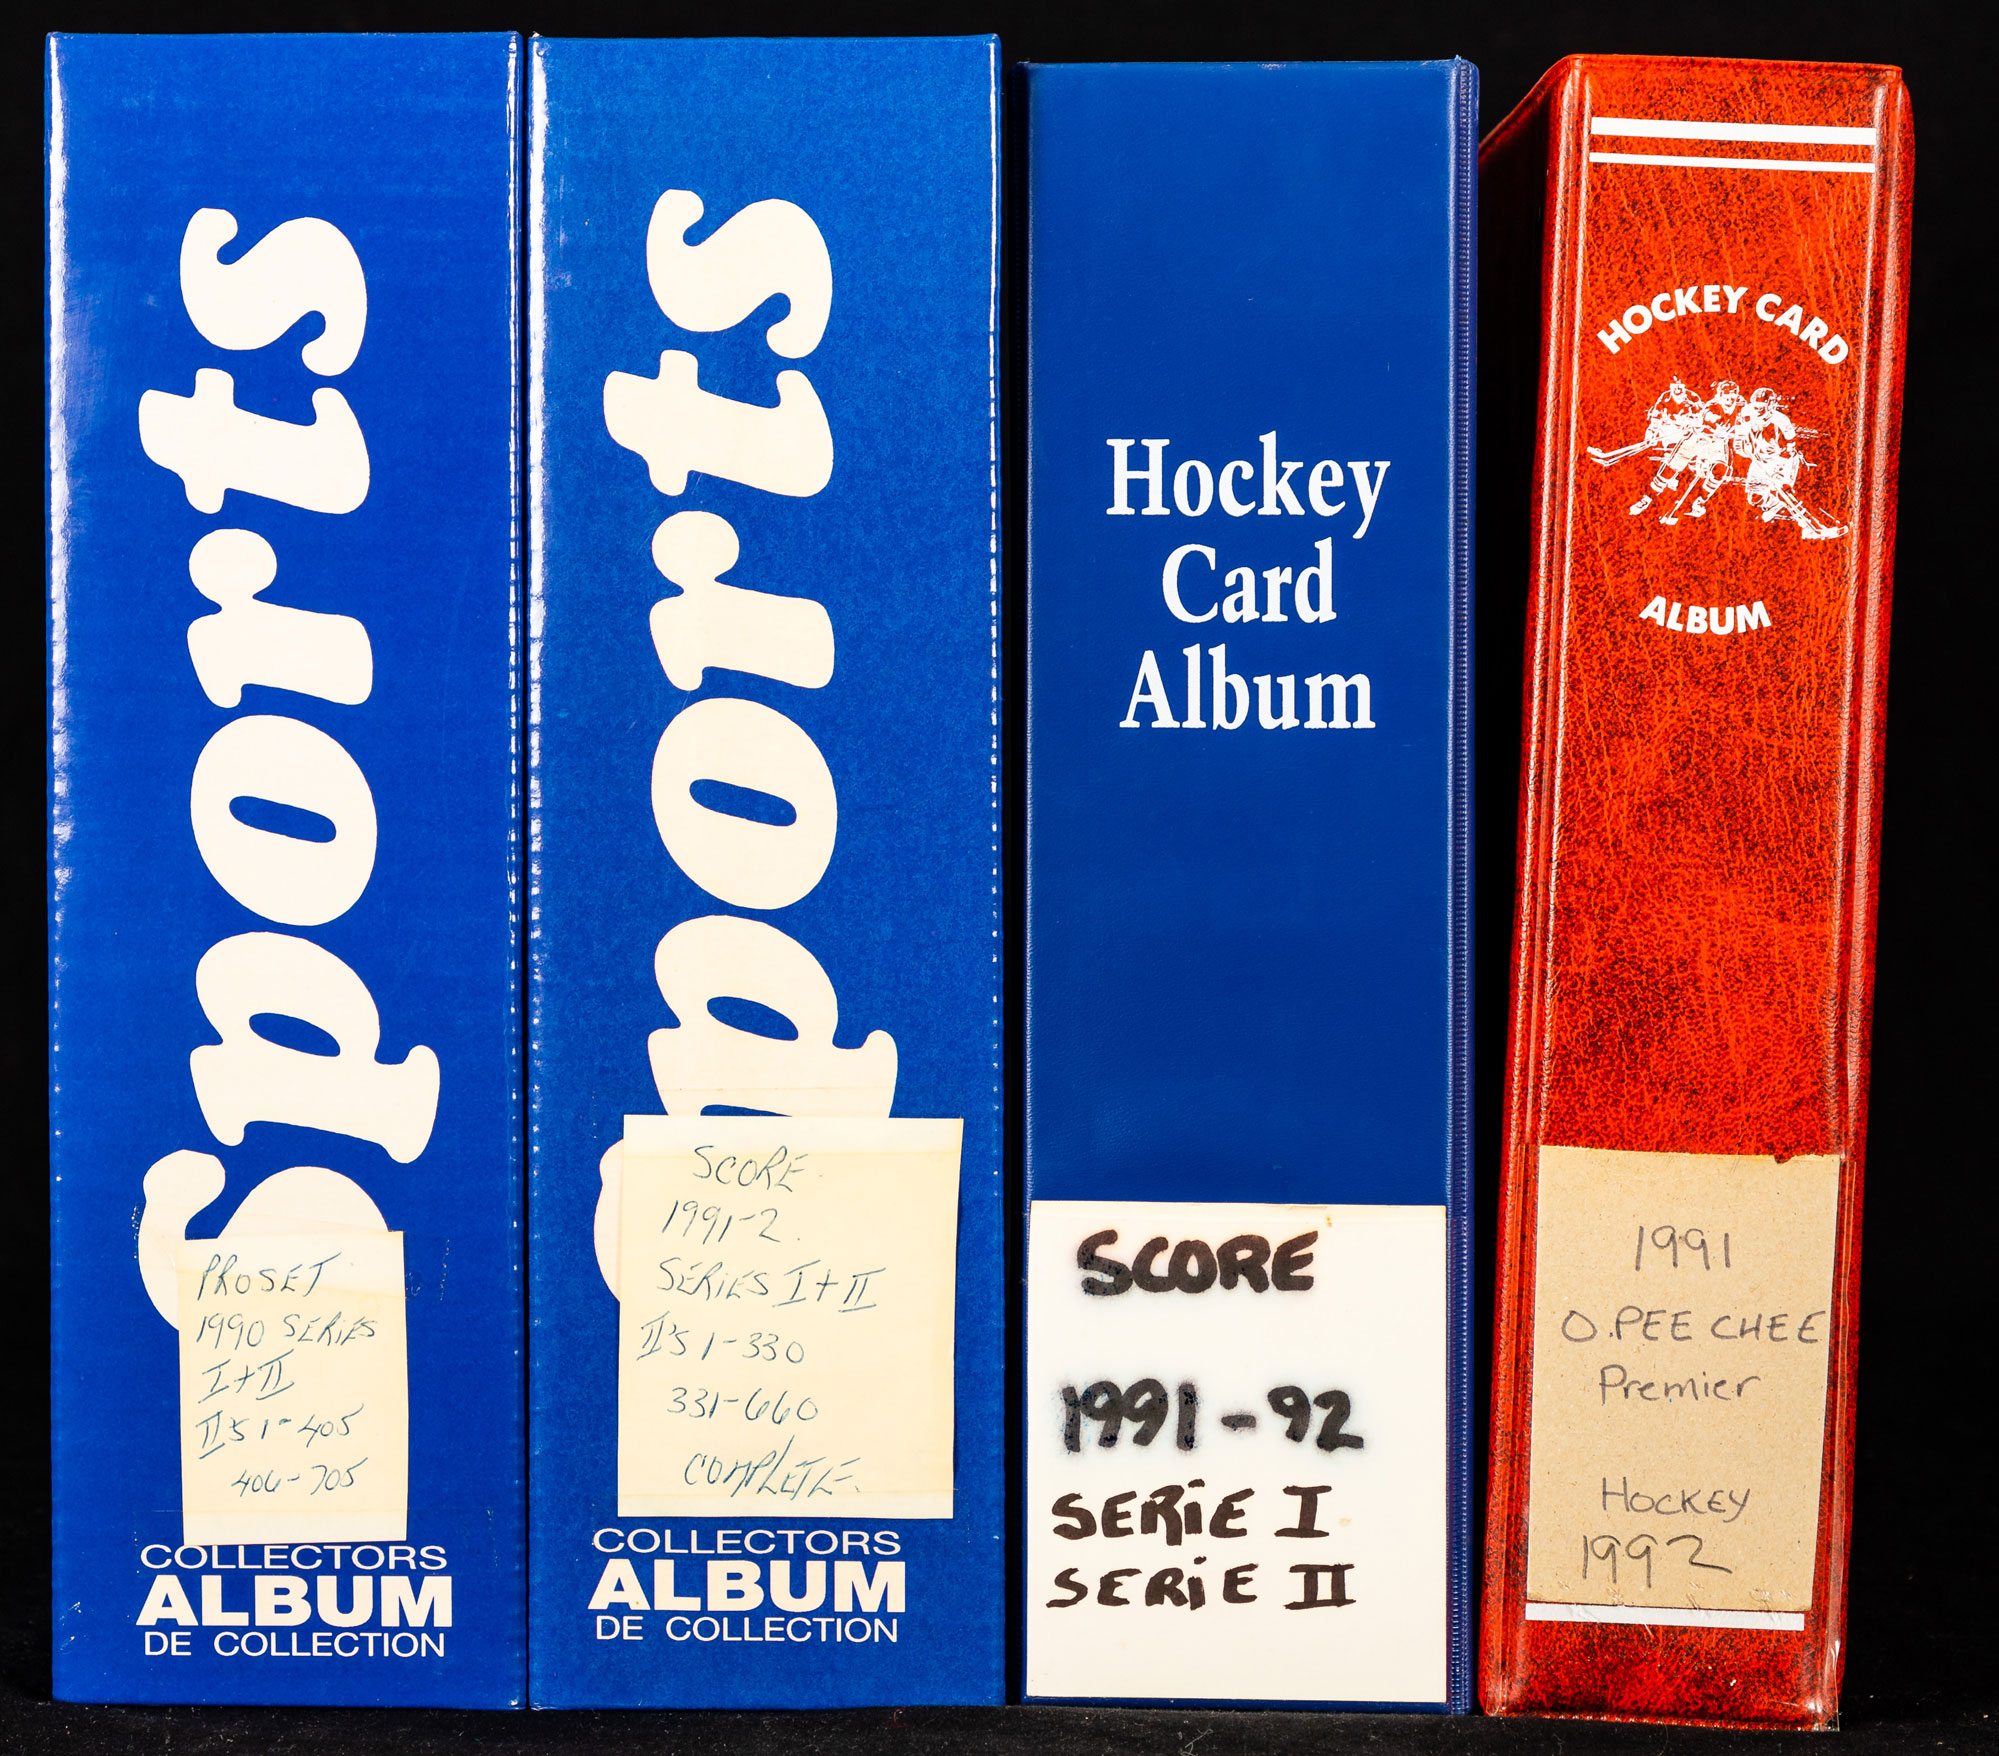 Sports
PROSET
1990 SERIES
I + II
II's 1-405
406-705
COLLECTORS
ALBUM
DE COLLECTION
Sports
SCORE
1991-2
SERIES I + II
II's 1-330
331-660
COMPLETE.
COLLECTORS
ALBUM
DE COLLECTION
Hockey
Card
Album
SCORE
1991-92
SERIE I
SERIE II
HOCKEY CARD
ALBUM
1991
O.PEE CHEE
Premier
HOCKEY
1992